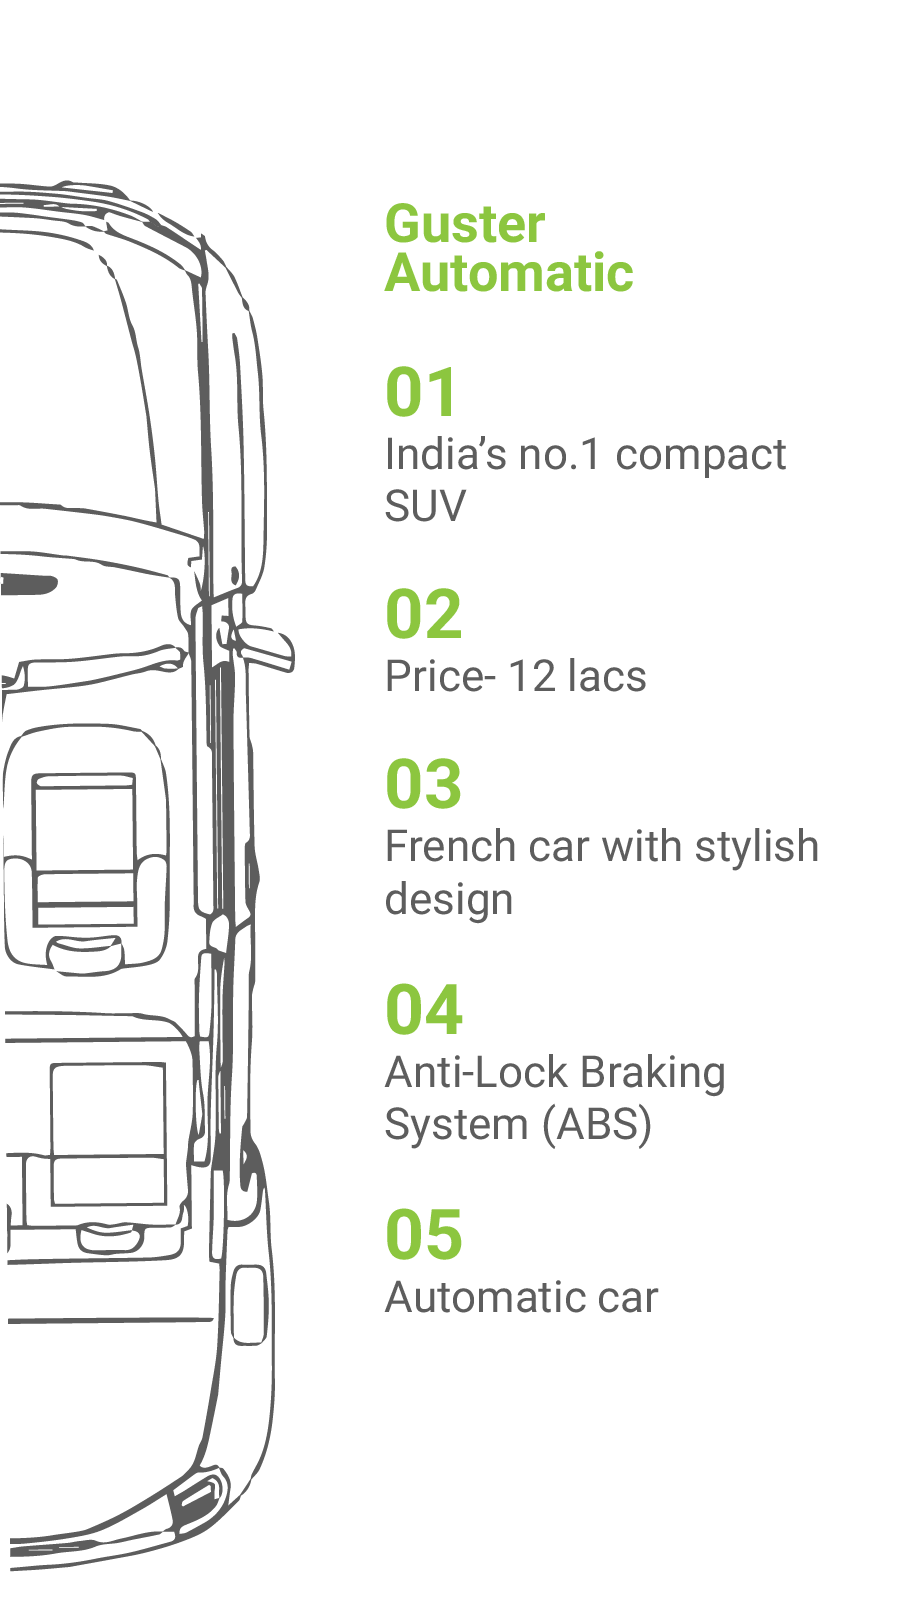 Guster
Automatic
01
India’s no.1 compact
SUV
02
Price- 12 lacs
03
French car with stylish
design
04
Anti-Lock Braking
System (ABS)
05
Automatic car